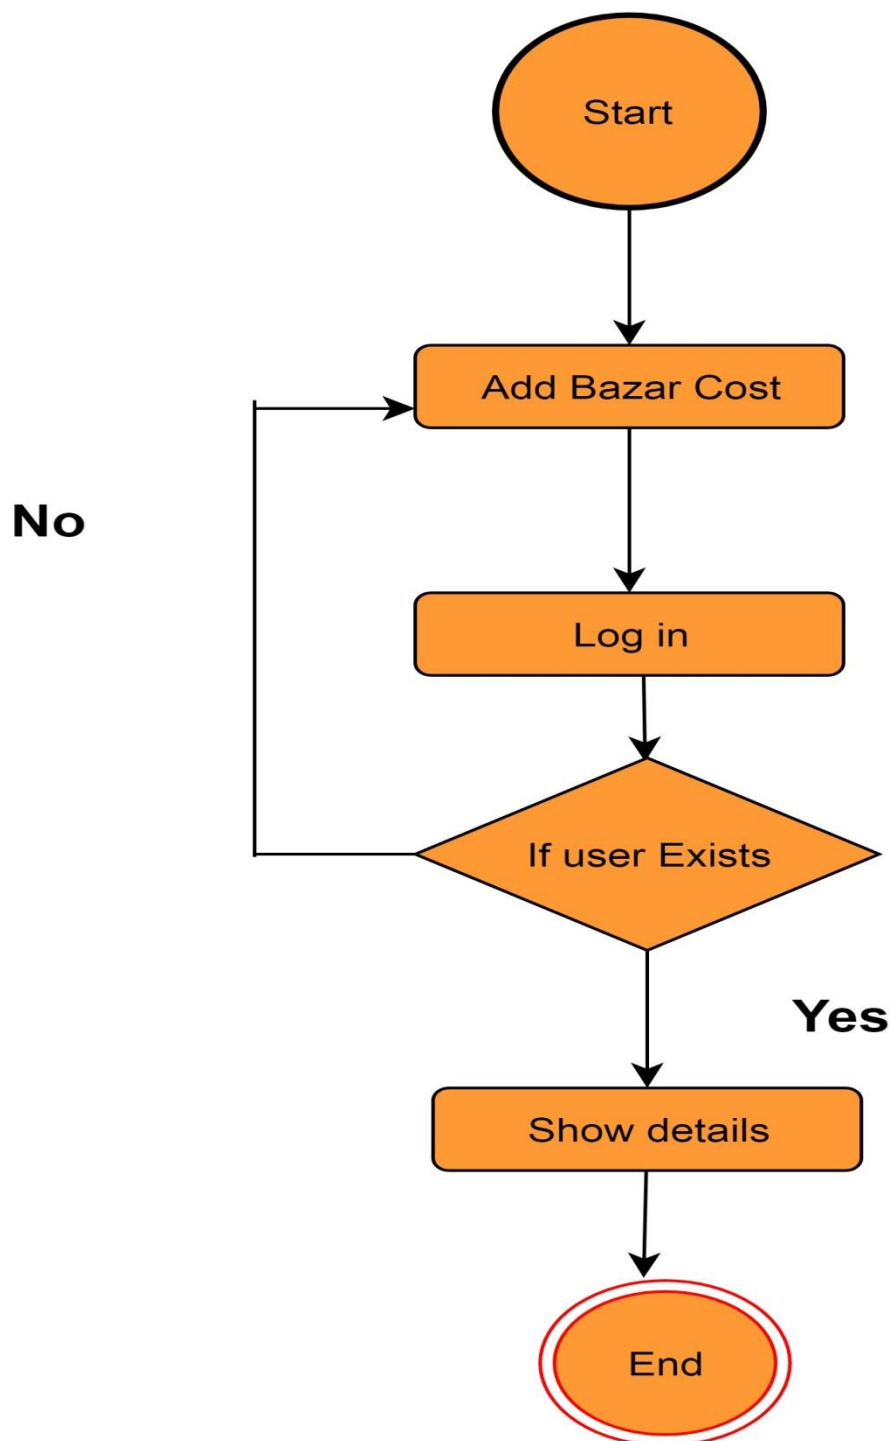 Start
Add Bazar Cost
No
Log in
If user Exists
Yes
Show details
End